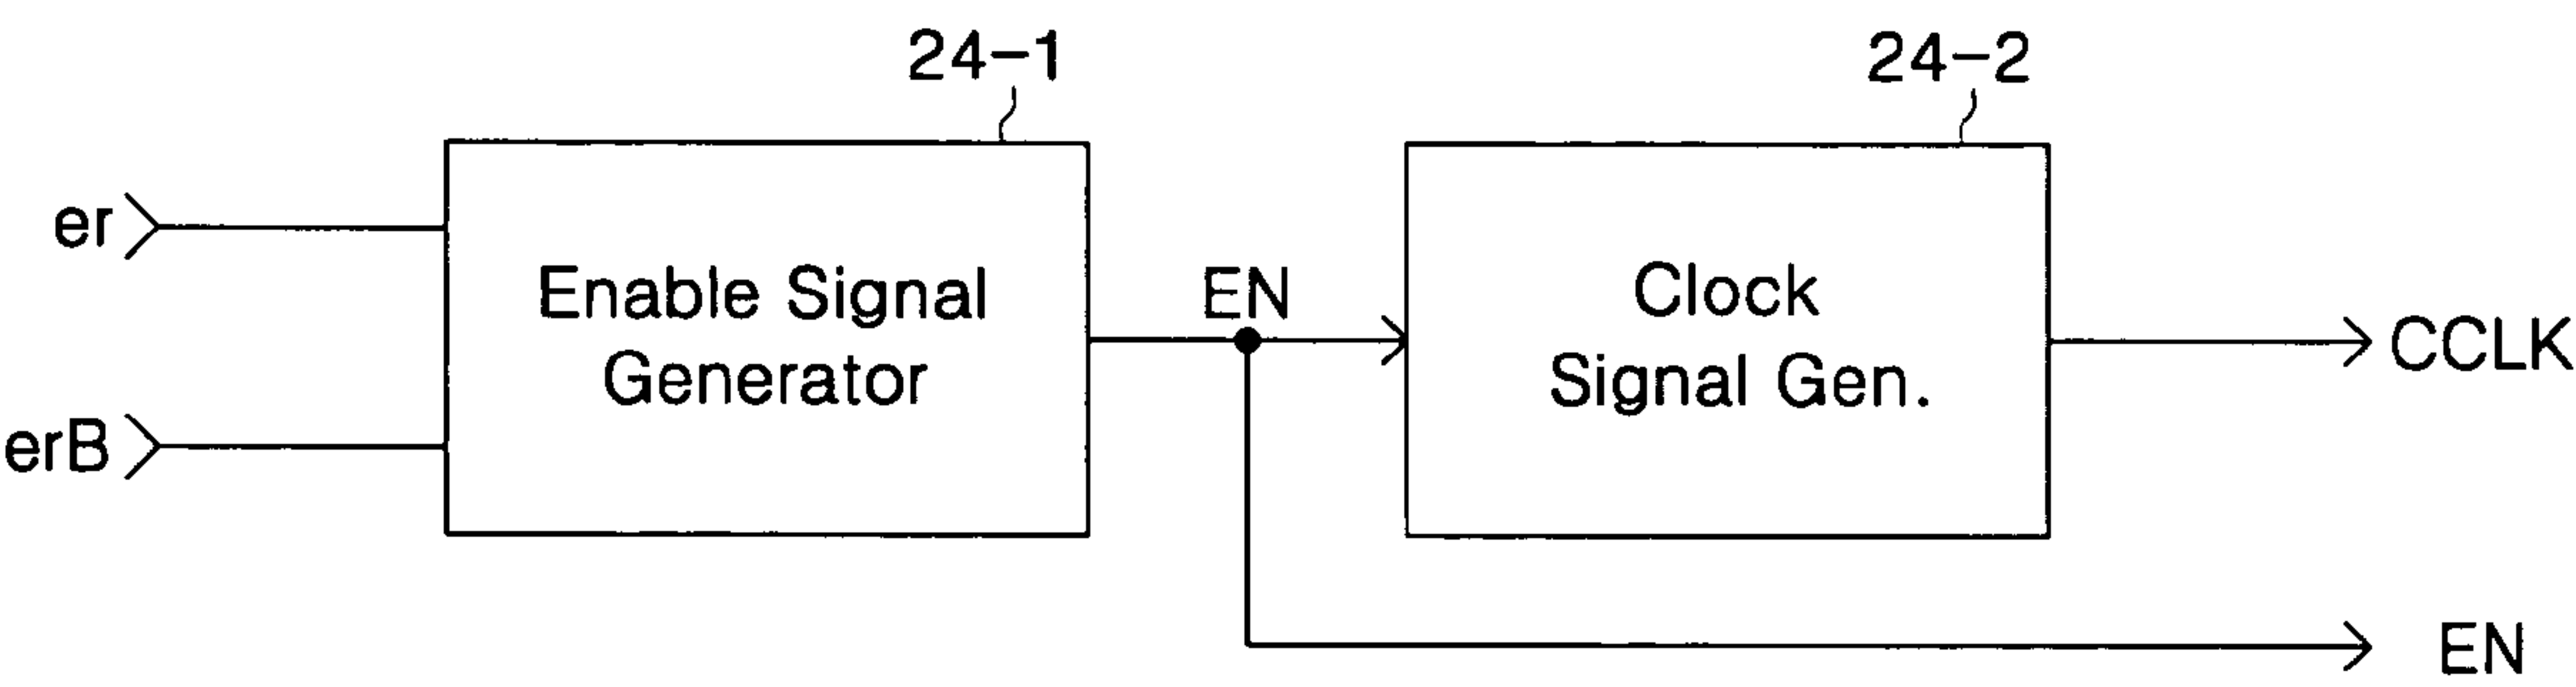 24-1
24-2
er
Enable Signal
Generator
erB
EN
Clock
Signal Gen.
CCLK
EN